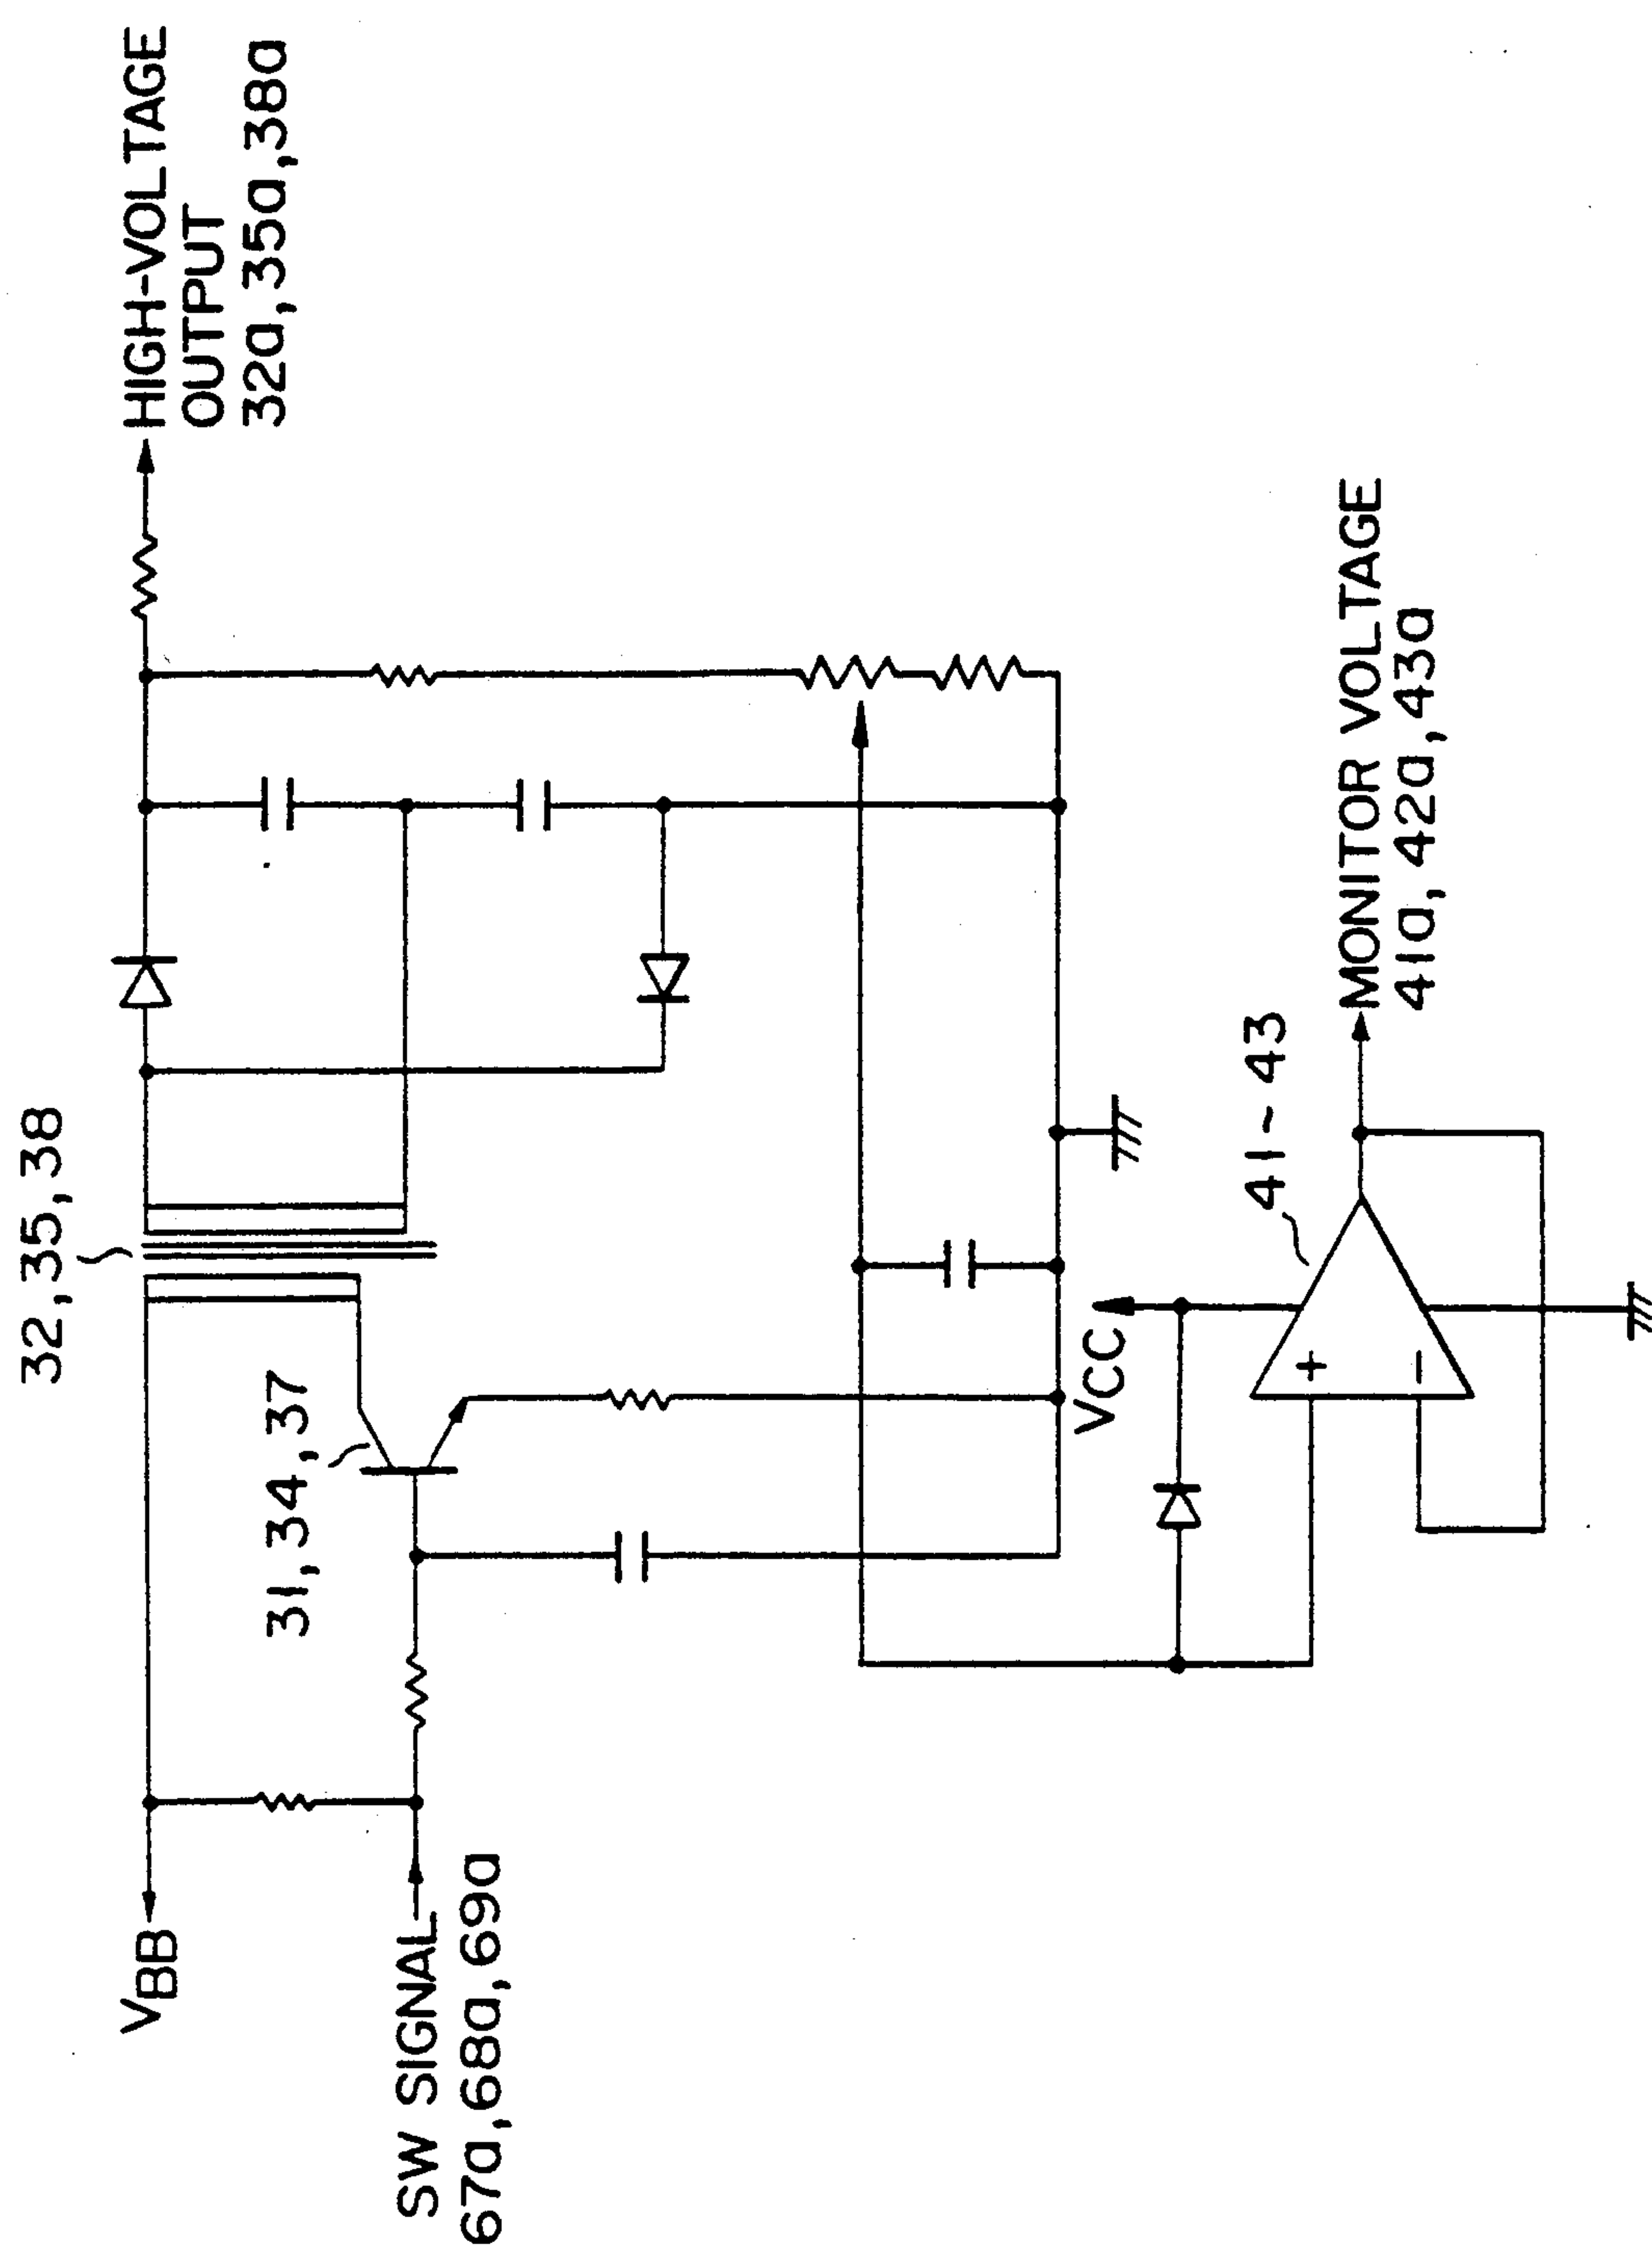 VBB
SW SIGNAL
67a,68a,69a
31,34,37
32,35,38
HIGH-VOLTAGE
OUTPUT
32a,35a,38a
VCC
+
−
41~43
MONITOR VOLTAGE
41a,42a,43a